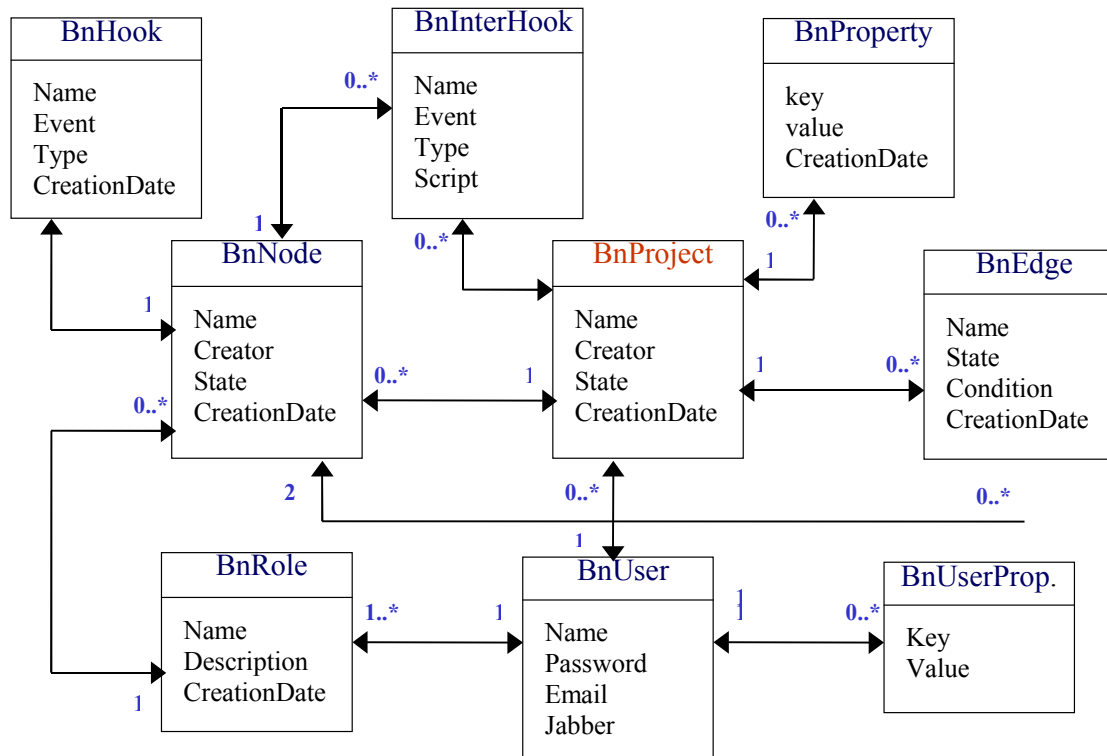 BnHook
Name
Event
Type
CreationDate
BnInterHook
Name
Event
Type
Script
BnProperty
key
value
CreationDate
0..*
1
0..*
0..*
1
BnNode
Name
Creator
State
CreationDate
1
0..*
0..*
1
BnProject
Name
Creator
State
CreationDate
1
0..*
BnEdge
Name
State
Condition
CreationDate
2
0..*
0..*
1
BnRole
Name
Description
CreationDate
1
1..*
1
BnUser
Name
Password
Email
Jabber
1
1
0..*
BnUserProp.
Key
Value